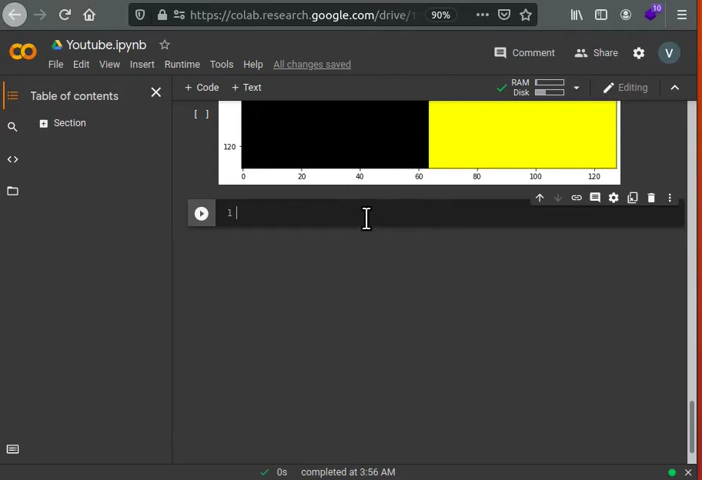 https://colab.research.google.com/drive/
90%
10
Youtube.ipynb
File Edit View Insert Runtime Tools Help All changes saved
Comment Share V
Table of contents
Section
+ Code + Text
RAM
Disk
Editing
[ ]
120
0 20 40 60 80 100 120
1
0s completed at 3:56 AM